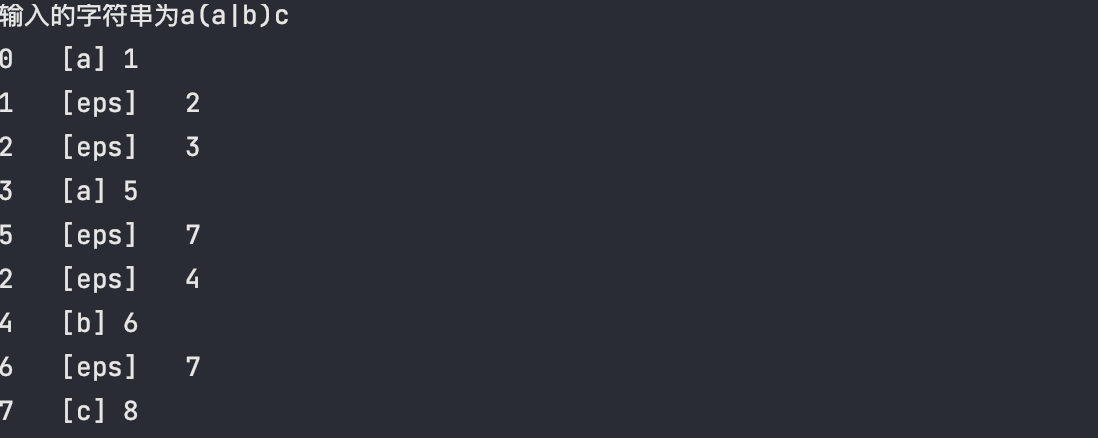 输入的字符串为a(a|b)c
0   [a] 1
1   [eps]   2
2   [eps]   3
3   [a] 5
5   [eps]   7
2   [eps]   4
4   [b] 6
6   [eps]   7
7   [c] 8